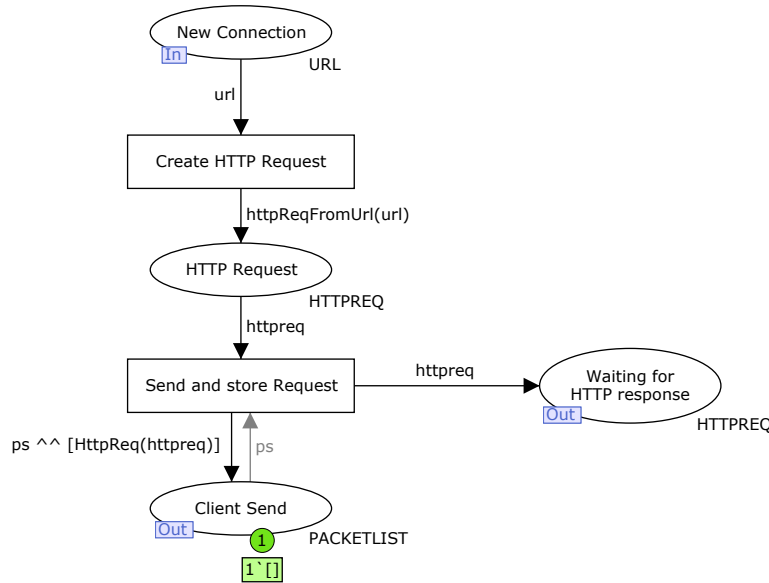 New Connection
In
URL
url
Create HTTP Request
httpReqFromUrl(url)
HTTP Request
HTTPREQ
httpreq
Send and store Request
httpreq
Waiting for
HTTP response
Out
HTTPREQ
ps ^^ [HttpReq(httpreq)]
ps
Client Send
Out
1
PACKETLIST
1`[]